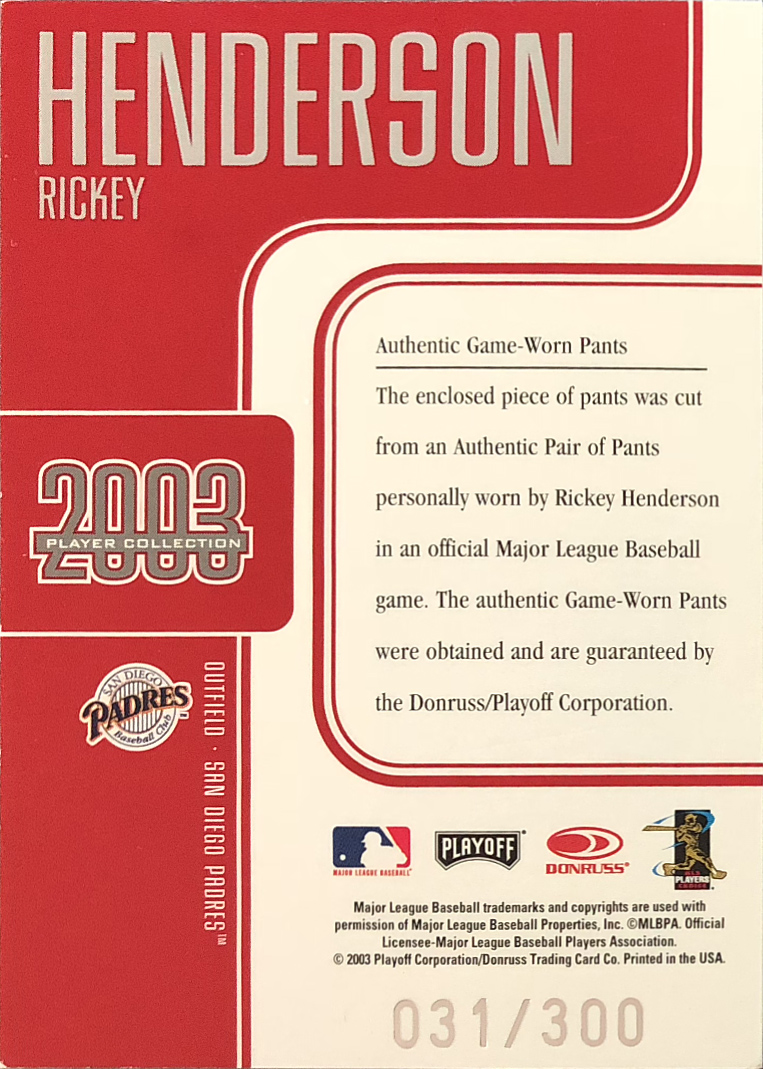 HENDERSON
RICKEY
Authentic Game-Worn Pants
The enclosed piece of pants was cut
from an Authentic Pair of Pants
personally worn by Rickey Henderson
in an official Major League Baseball
game. The authentic Game-Worn Pants
were obtained and are guaranteed by
the Donruss/Playoff Corporation.
2003
PLAYER COLLECTION
SAN DIEGO
PADRES
Baseball Club
OUTFIELD · SAN DIEGO PADRES™
MAJOR LEAGUE BASEBALL
PLAYOFF®
DONRUSS®
PLAYERS
CHOICE
Major League Baseball trademarks and copyrights are used with
permission of Major League Baseball Properties, Inc. ©MLBPA. Official
Licensee-Major League Baseball Players Association.
© 2003 Playoff Corporation/Donruss Trading Card Co. Printed in the USA.
031/300